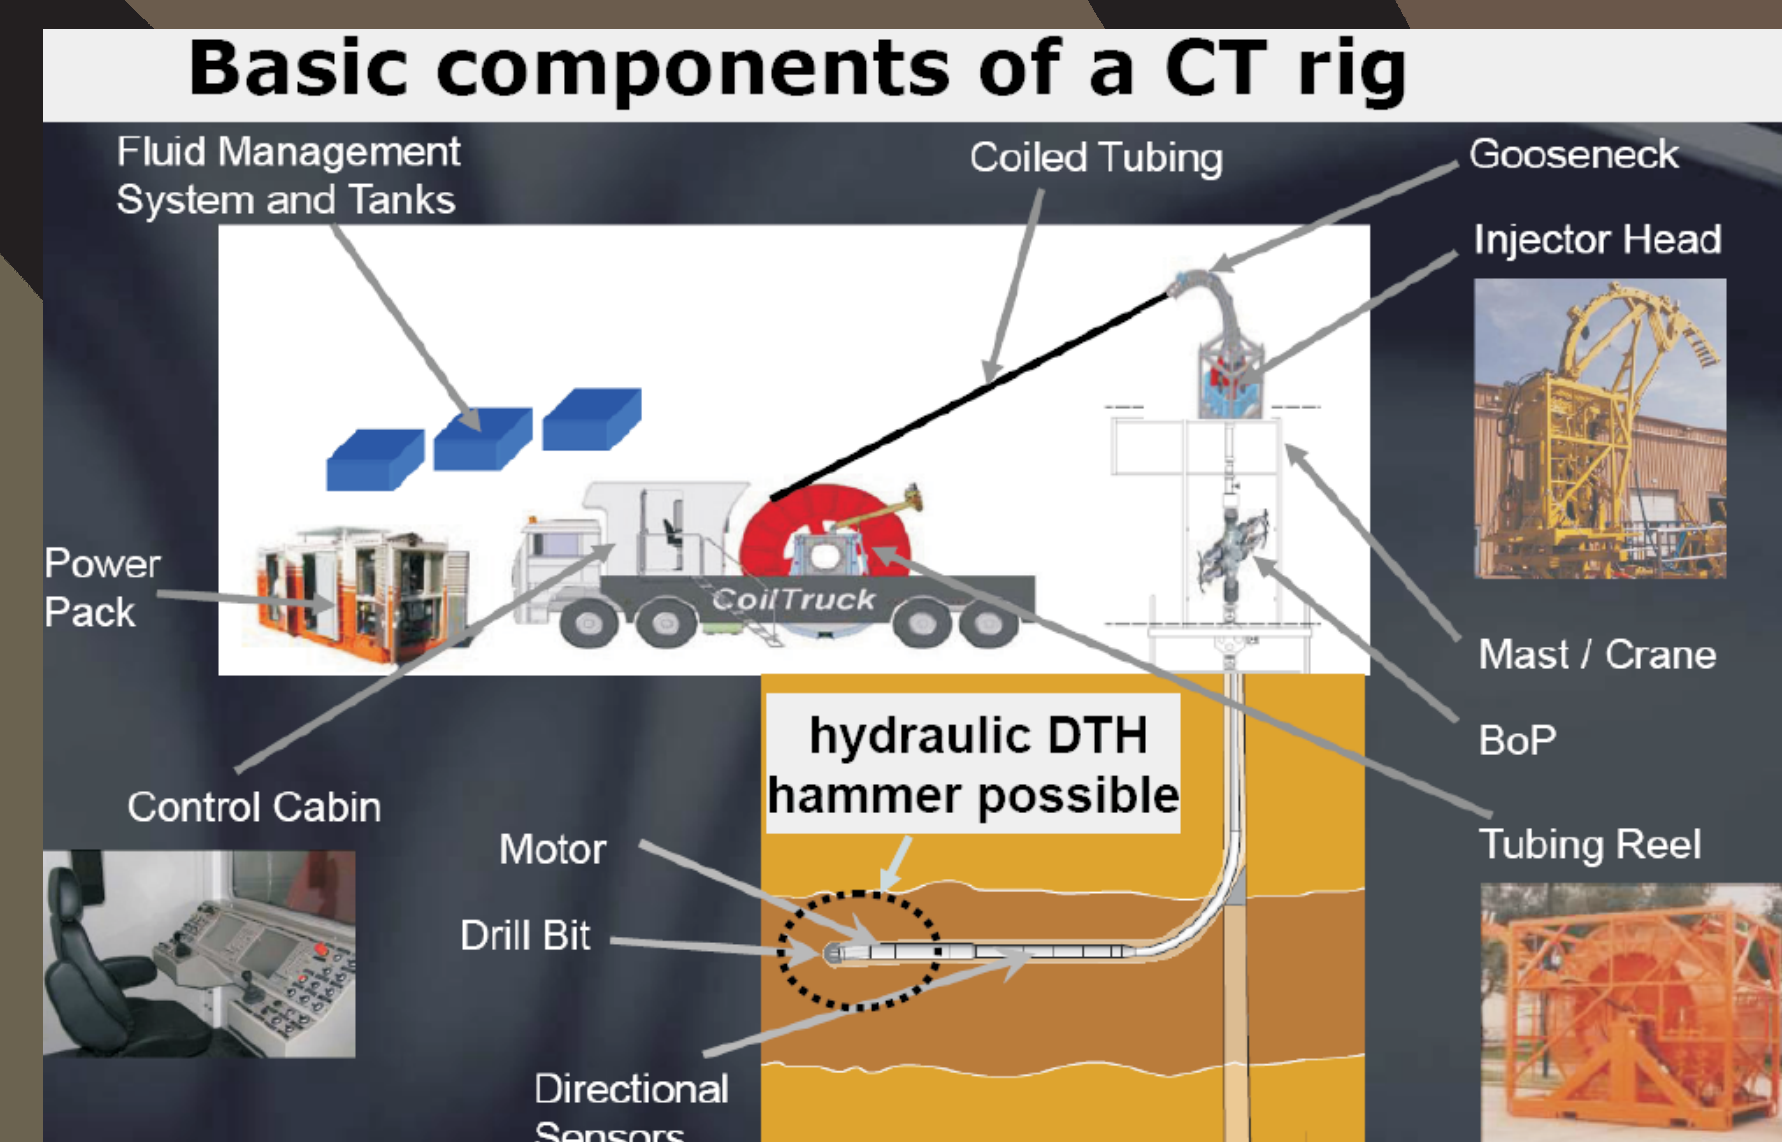 Basic components of a CT rig
Fluid Management
System and Tanks
Coiled Tubing
Gooseneck
Injector Head
Power
Pack
CoilTruck
Mast / Crane
BoP
hydraulic DTH
hammer possible
Control Cabin
Motor
Tubing Reel
Drill Bit
Directional
Sensors